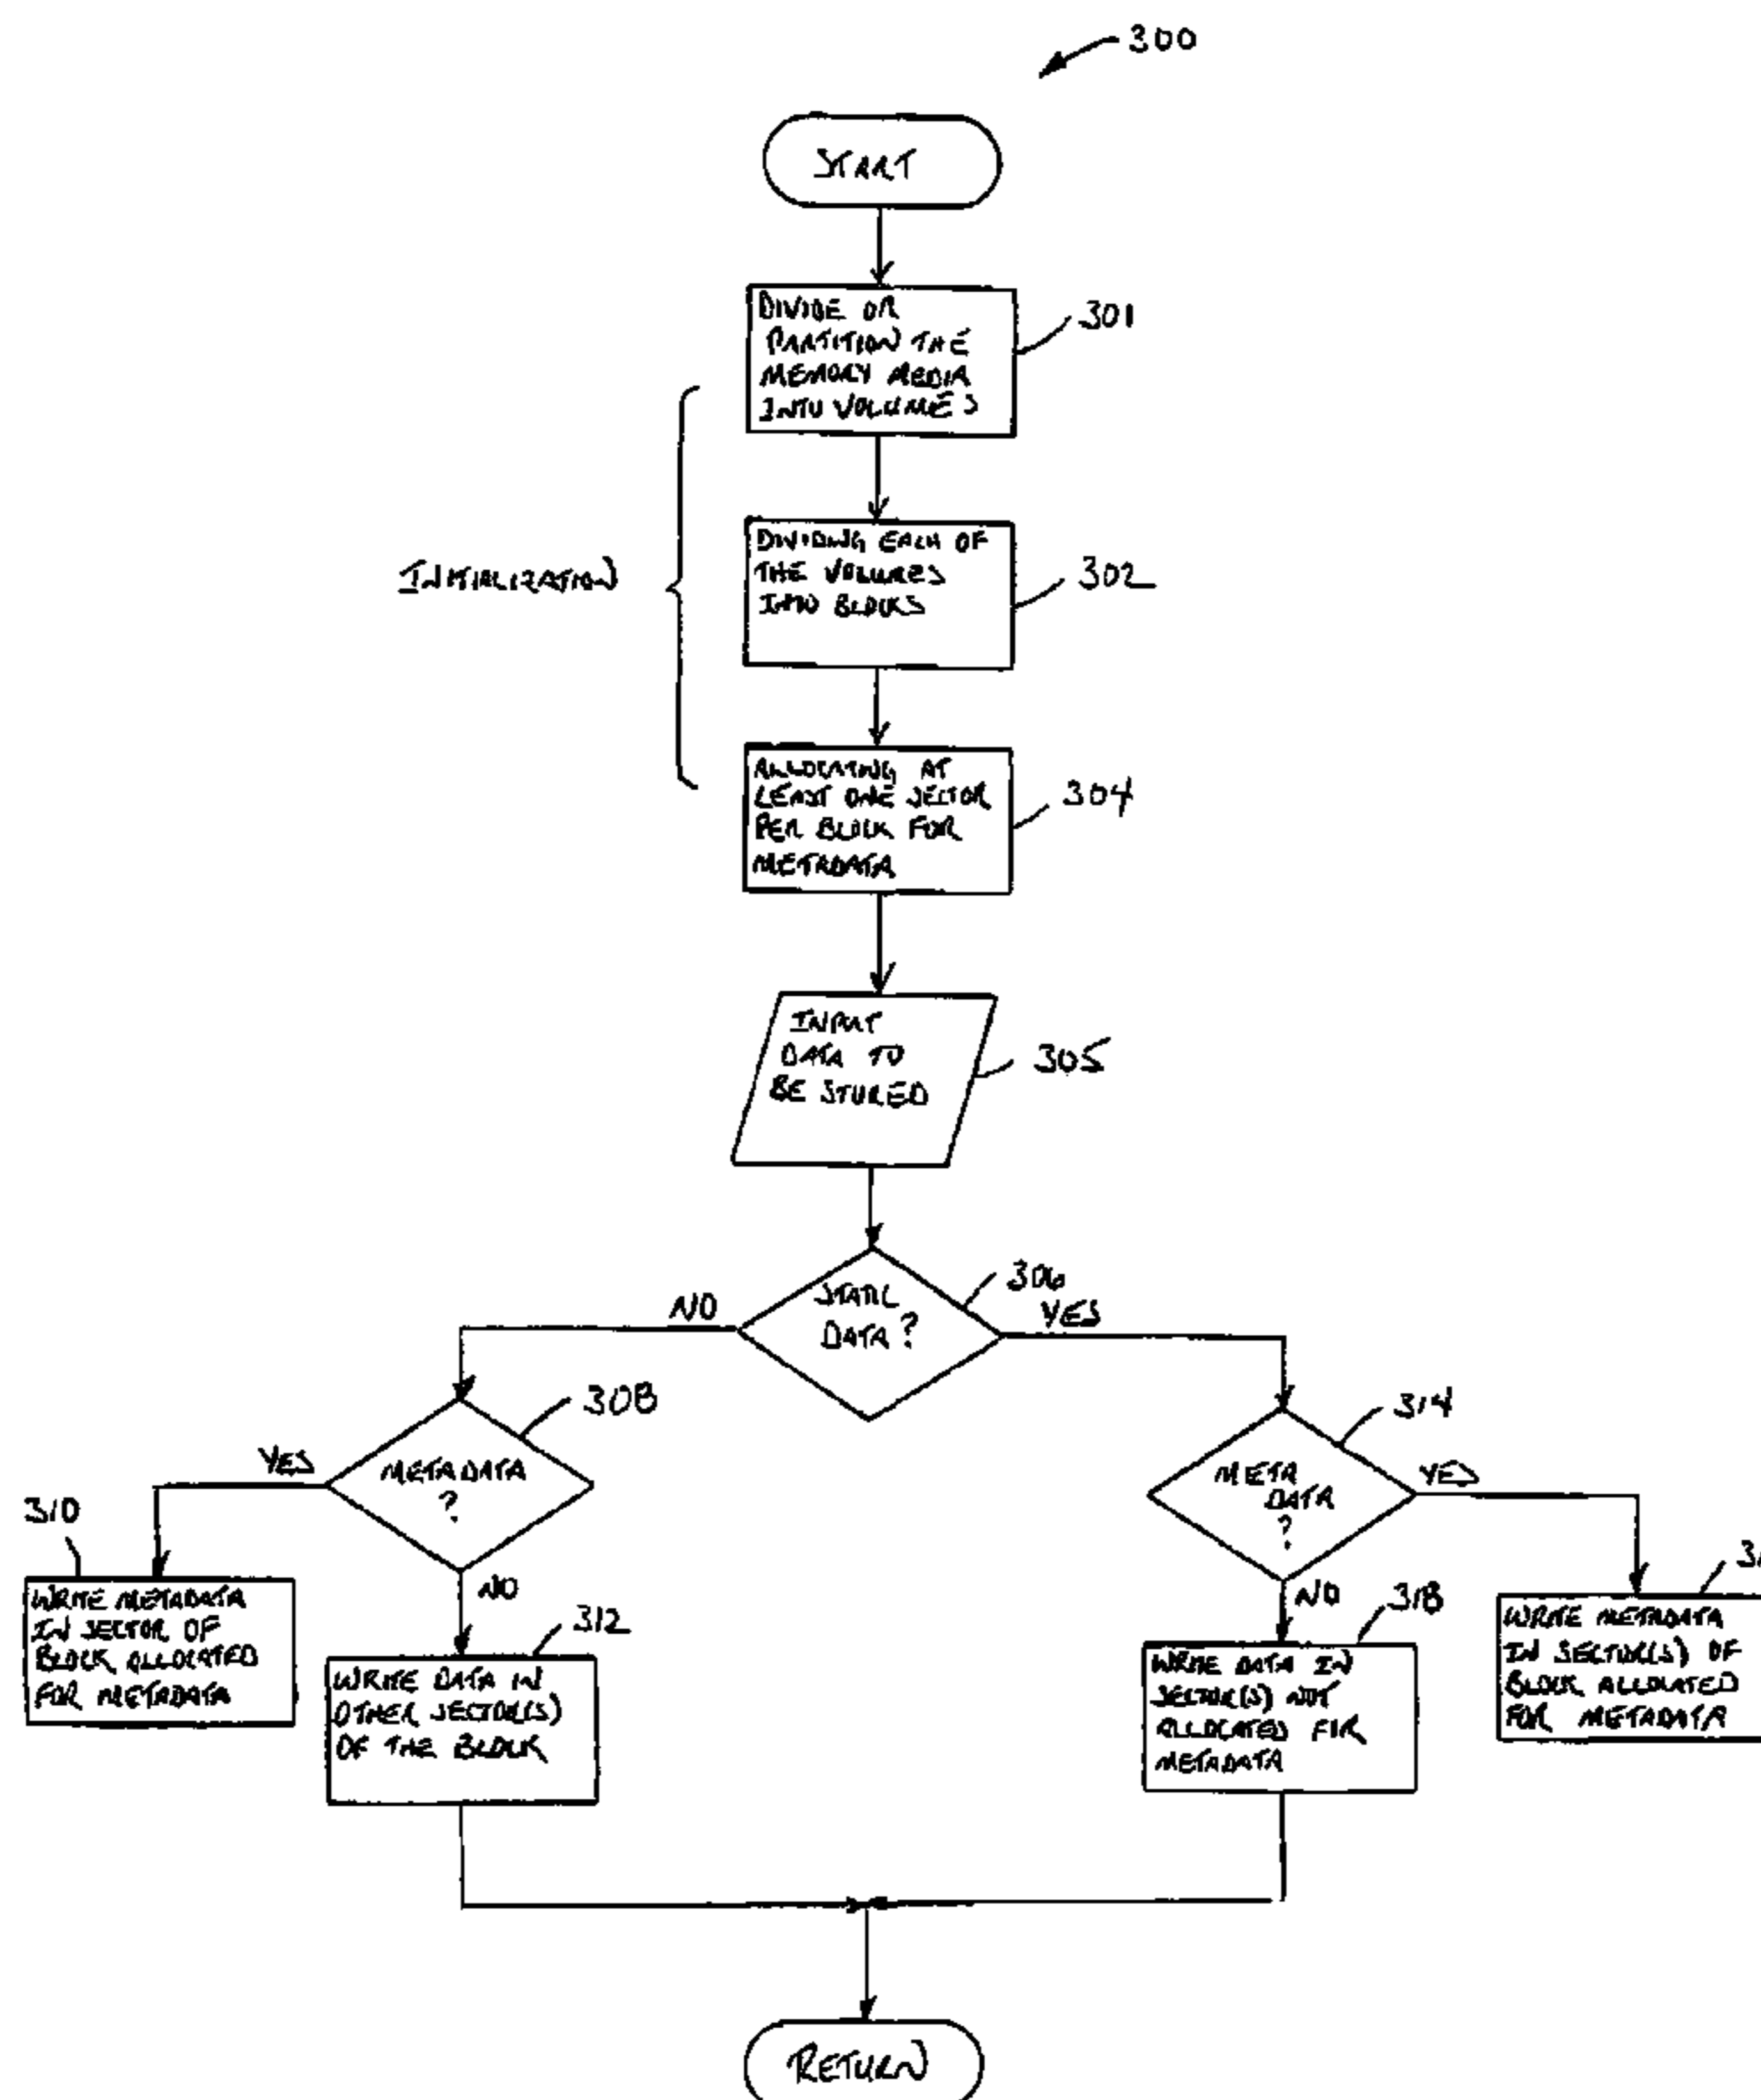 300
START
DIVIDE OR
PARTITION THE
MEMORY MEDIA
INTO VOLUMES
301
INITIALIZATION
DIVIDING EACH OF
THE VOLUMES
INTO BLOCKS
302
ALLOCATING AT
LEAST ONE SECTOR
PER BLOCK FOR
METADATA
304
INPUT
DATA TO
BE STORED
305
STATIC
DATA?
306
NO
YES
METADATA
?
308
YES
NO
META
DATA
?
314
YES
NO
310
WRITE METADATA
IN SECTOR OF
BLOCK ALLOCATED
FOR METADATA
312
WRITE DATA IN
OTHER SECTOR(S)
OF THE BLOCK
318
WRITE DATA IN
SECTOR(S) NOT
ALLOCATED FOR
METADATA
WRITE METADATA
IN SECTOR(S) OF
BLOCK ALLOCATED
FOR METADATA
RETURN